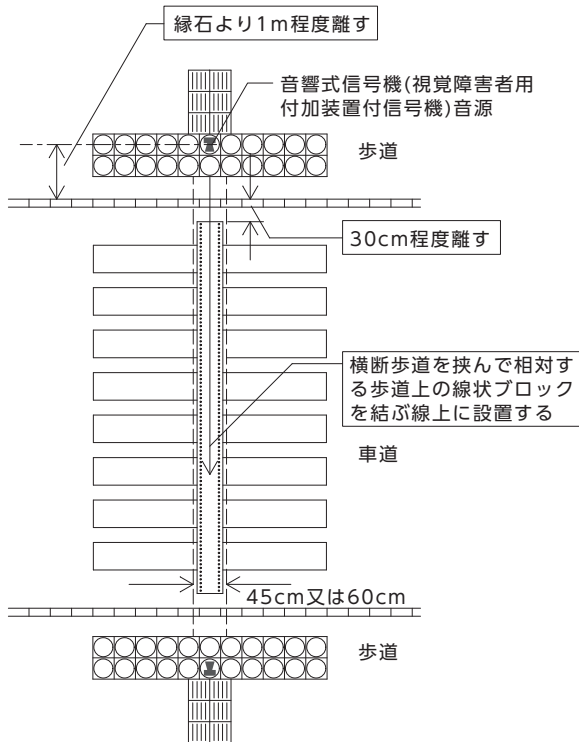 縁石より1m程度離す
音響式信号機(視覚障害者用
付加装置付信号機)音源
歩道
30cm程度離す
横断歩道を挟んで相対す
る歩道上の線状ブロック
を結ぶ線上に設置する
車道
45cm又は60cm
歩道